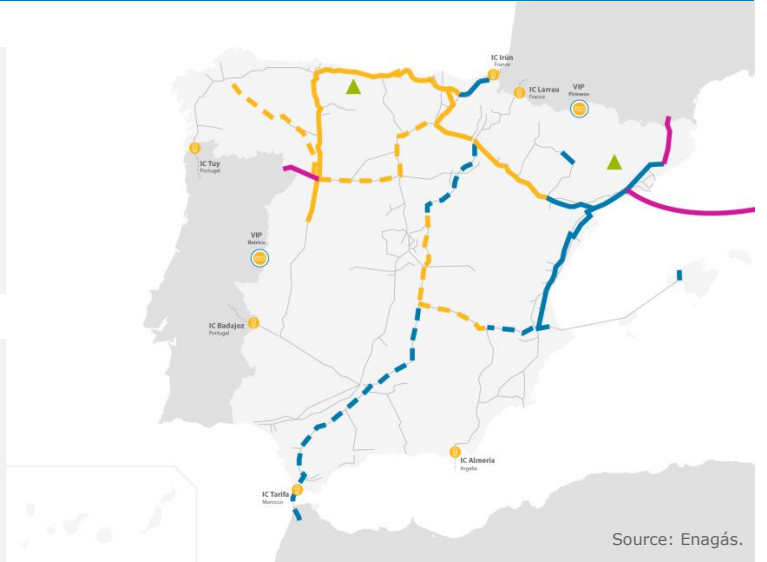 IC Irún
France
IC Larrau
France
VIP
Pirineos
IC Tuy
Portugal
VIP
Ibérico
IC Badajoz
Portugal
IC Almería
Argelia
IC Tarifa
Morocco
Source: Enagás.